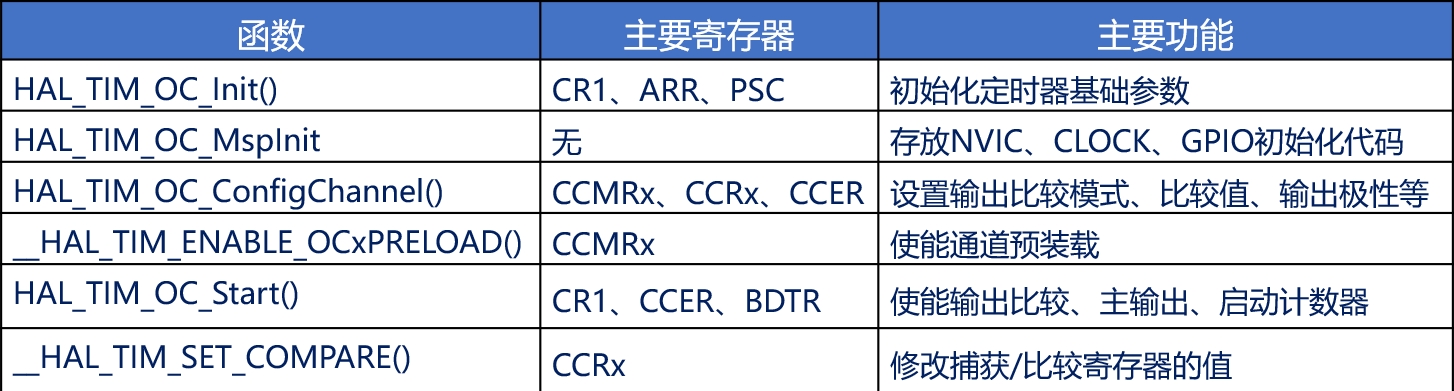 函数 主要寄存器 主要功能
HAL_TIM_OC_Init() CR1、ARR、PSC 初始化定时器基础参数
HAL_TIM_OC_MspInit 无 存放NVIC、CLOCK、GPIO初始化代码
HAL_TIM_OC_ConfigChannel() CCMRx、CCRx、CCER 设置输出比较模式、比较值、输出极性等
__HAL_TIM_ENABLE_OCxPRELOAD() CCMRx 使能通道预装载
HAL_TIM_OC_Start() CR1、CCER、BDTR 使能输出比较、主输出、启动计数器
__HAL_TIM_SET_COMPARE() CCRx 修改捕获/比较寄存器的值